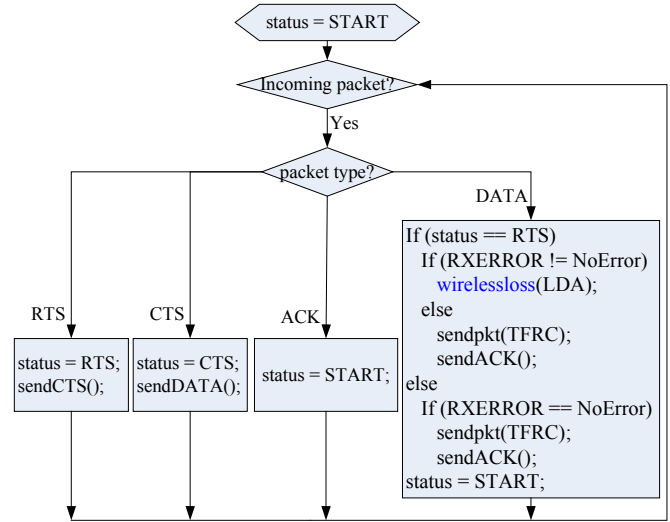 status = START
Incoming packet?
Yes
packet type?
RTS
CTS
ACK
DATA
status = RTS;
sendCTS();
status = CTS;
sendDATA();
status = START;
If (status == RTS)
If (RXERROR != NoError)
wirelessloss(LDA);
else
sendpkt(TFRC);
sendACK();
else
If (RXERROR == NoError)
sendpkt(TFRC);
sendACK();
status = START;